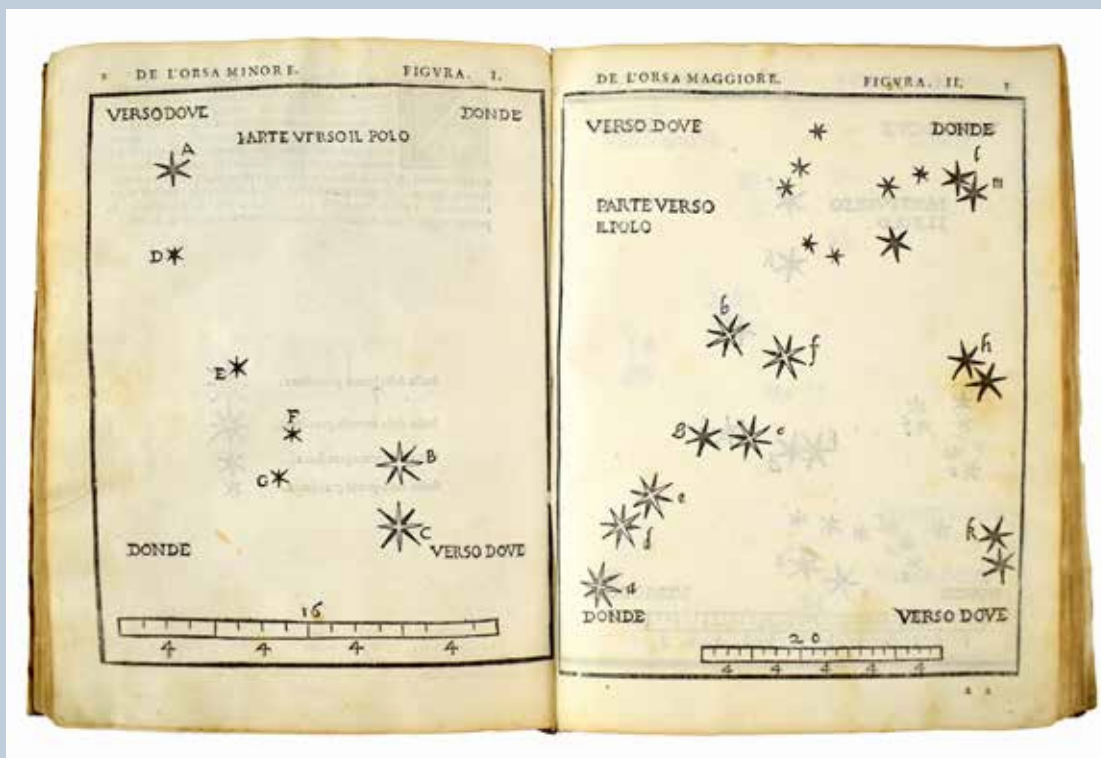 2 DE L'ORSA MINORE. FIGVRA. I.
VERSO DOVE DONDE
PARTE VERSO IL POLO
A
D
E
F
B
G
C
DONDE VERSO DOVE
16
4 4 4 4
DE L'ORSA MAGGIORE. FIGVRA. II.
VERSO DOVE DONDE
l
m
PARTE VERSO
IL POLO
b
f
h
g c
e
d
k
a
DONDE VERSO DOVE
20
4 4 4 4 4